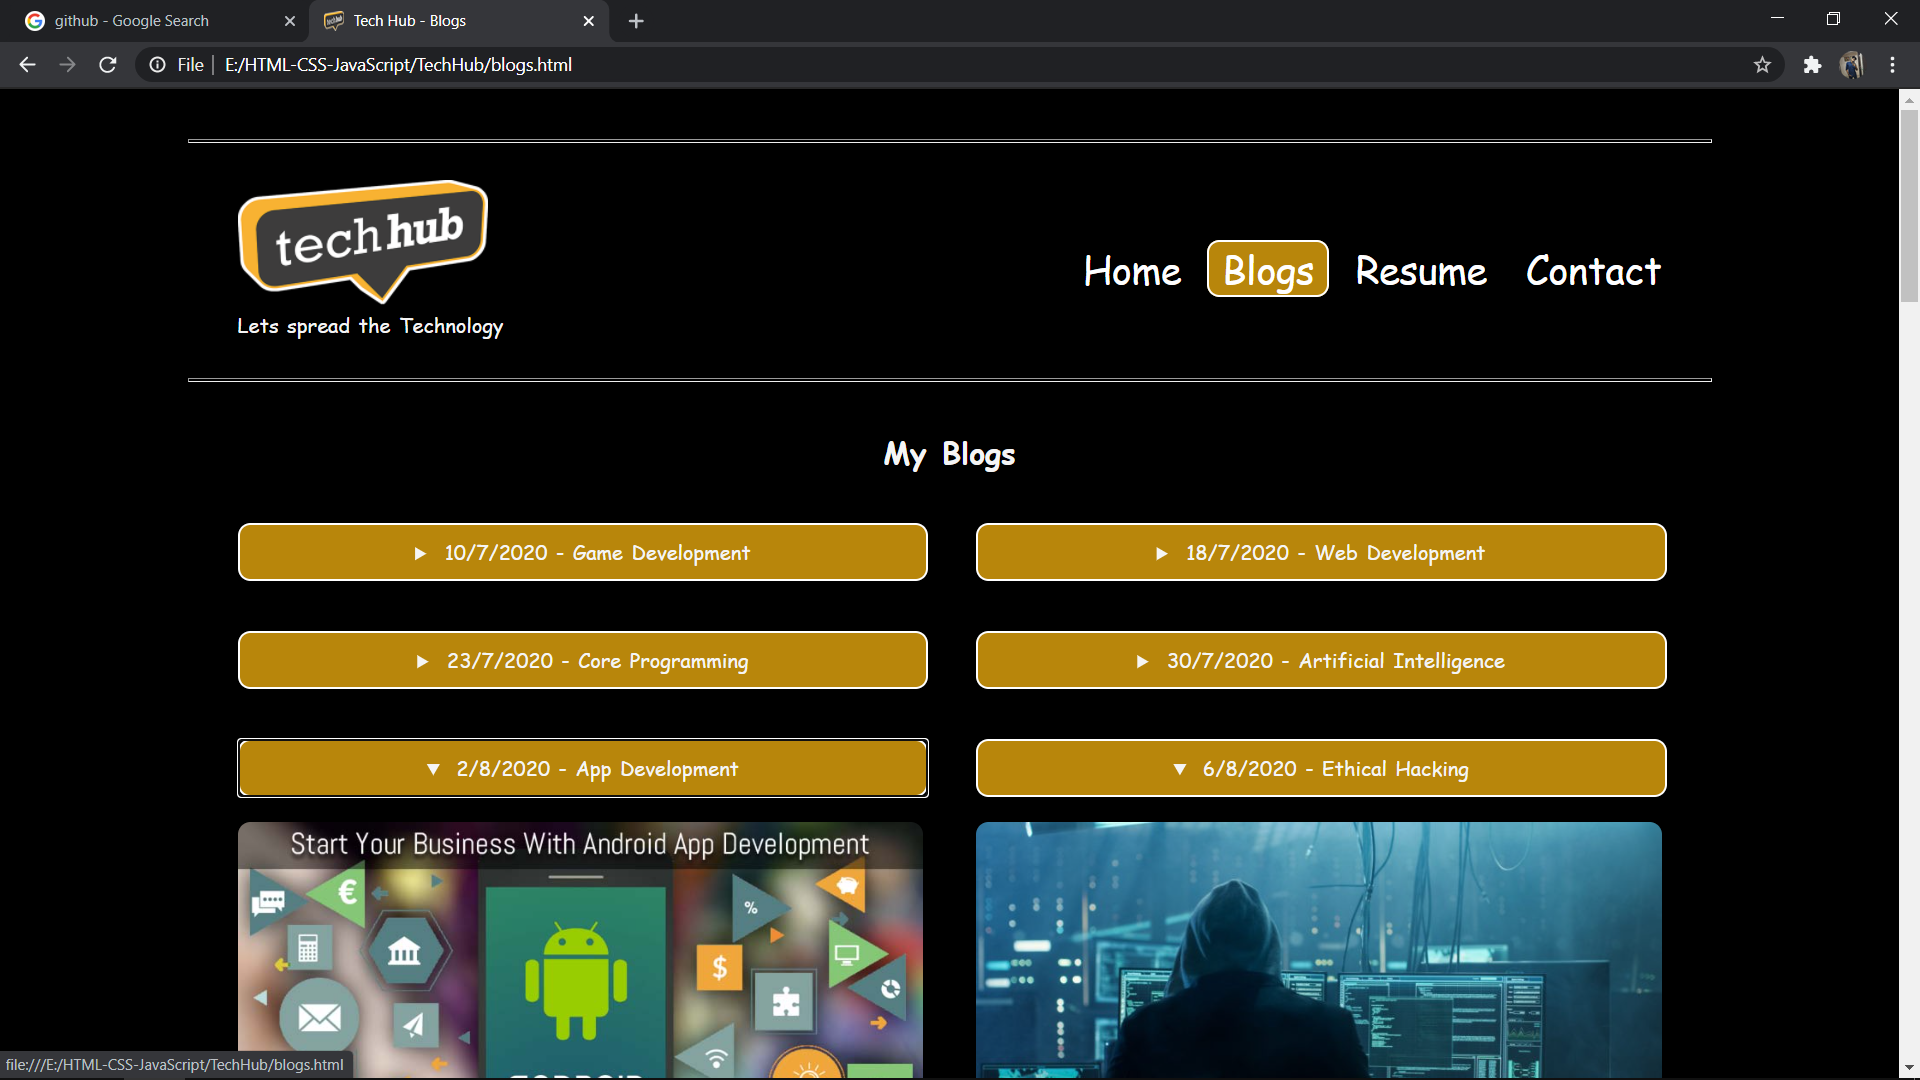 github - Google Search
Tech Hub - Blogs
File
E:/HTML-CSS-JavaScript/TechHub/blogs.html
tech hub
Lets spread the Technology
Home
Blogs
Resume
Contact
My Blogs
10/7/2020 - Game Development
18/7/2020 - Web Development
23/7/2020 - Core Programming
30/7/2020 - Artificial Intelligence
2/8/2020 - App Development
6/8/2020 - Ethical Hacking
Start Your Business With Android App Development
€
%
$
file:///E:/HTML-CSS-JavaScript/TechHub/blogs.html